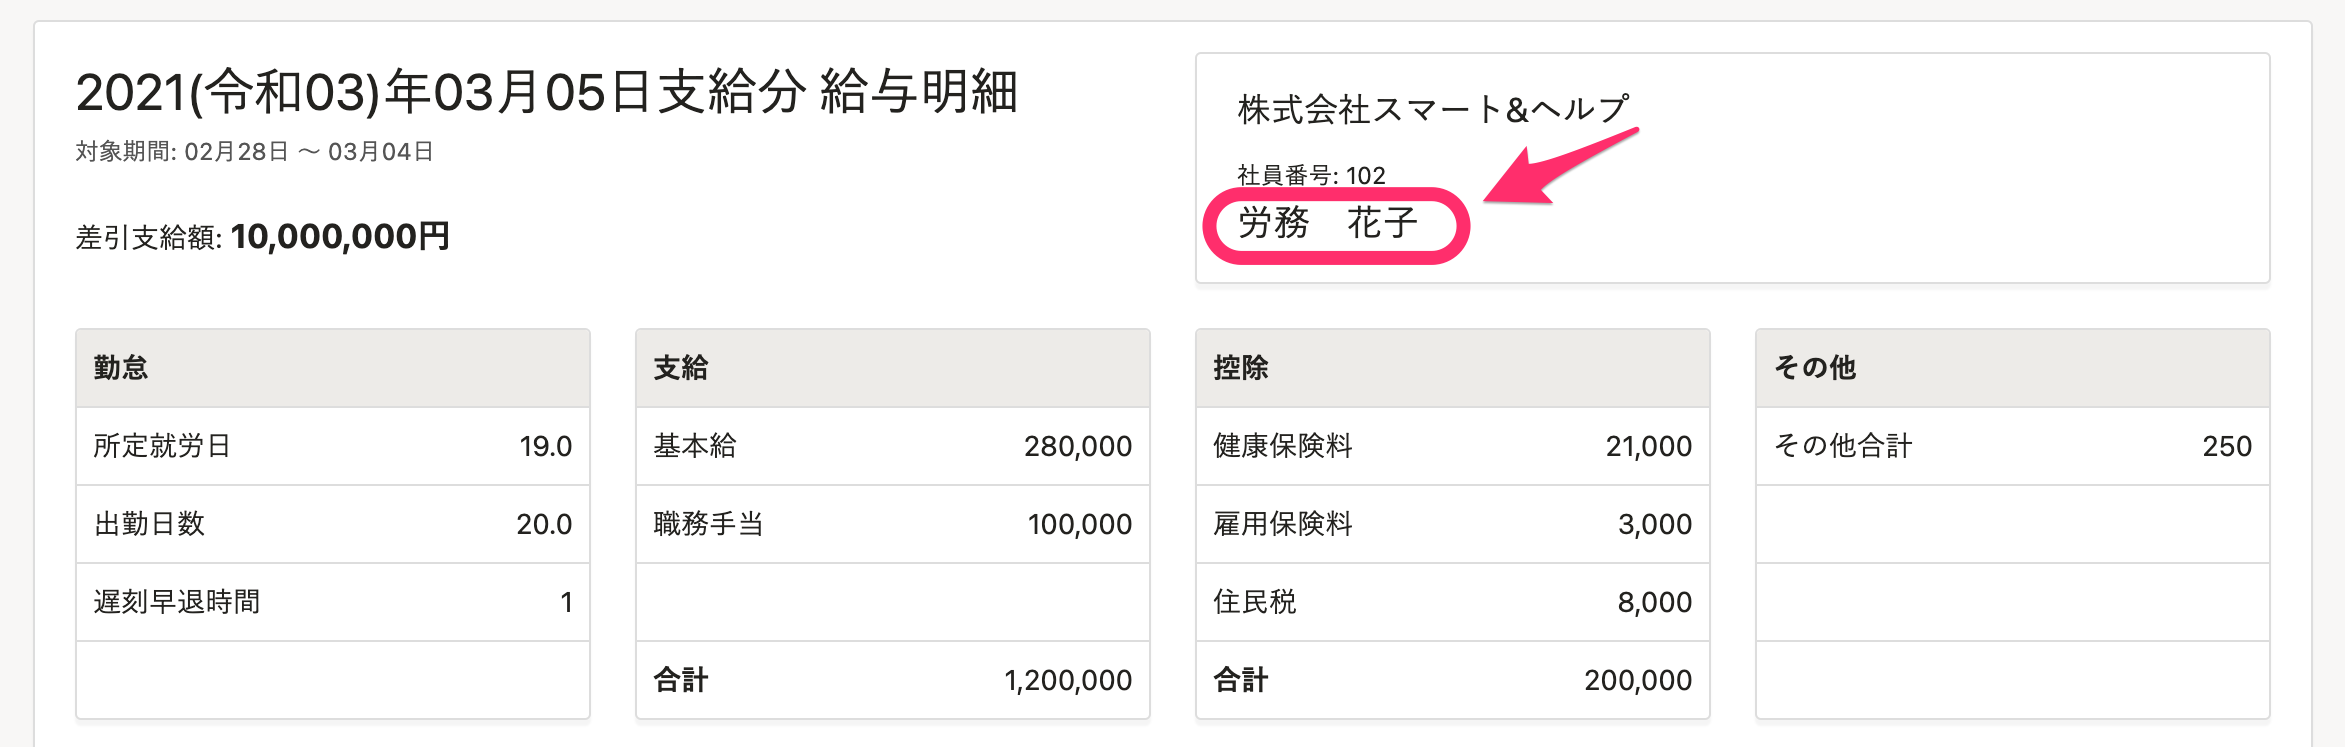 2021(令和03)年03月05日支給分 給与明細
対象期間: 02月28日 〜 03月04日
差引支給額: 10,000,000円
株式会社スマート&ヘルプ
社員番号: 102
労務　花子
勤怠
所定就労日 19.0
出勤日数 20.0
遅刻早退時間 1
支給
基本給 280,000
職務手当 100,000
合計 1,200,000
控除
健康保険料 21,000
雇用保険料 3,000
住民税 8,000
合計 200,000
その他
その他合計 250